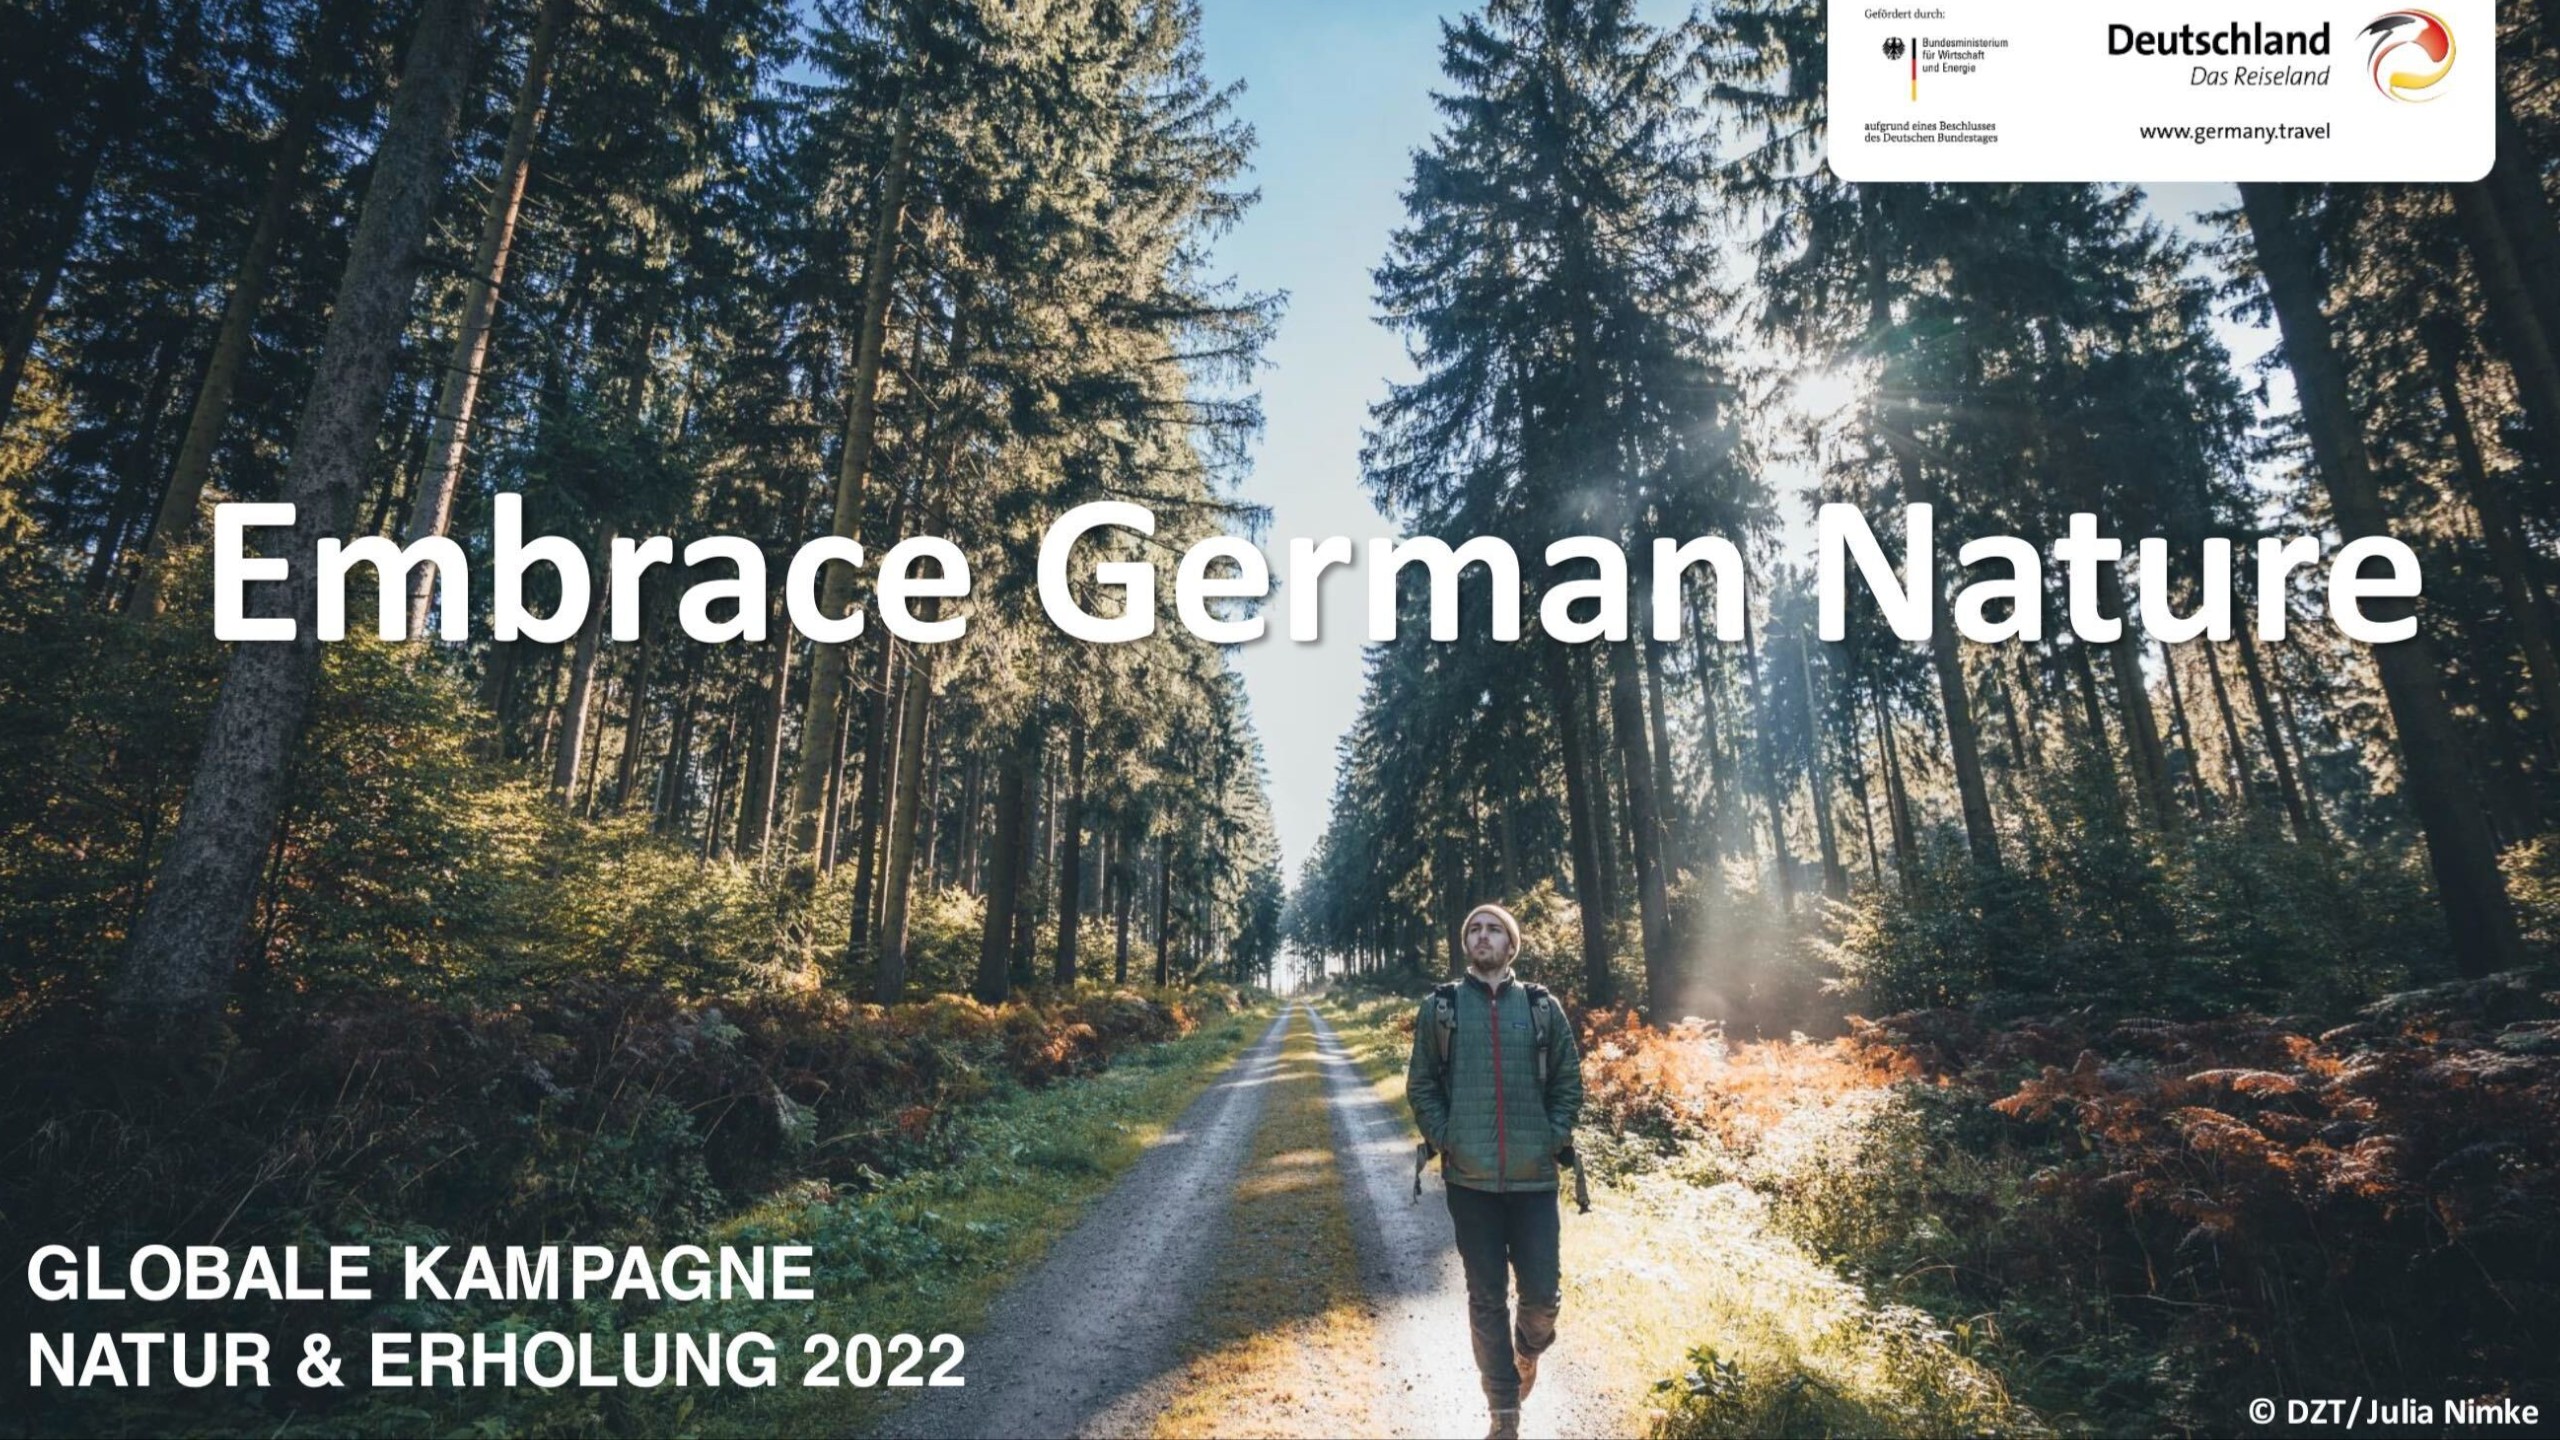 Gefördert durch:
Bundesministerium
für Wirtschaft
und Energie
aufgrund eines Beschlusses
des Deutschen Bundestages
Deutschland
Das Reiseland
www.germany.travel
Embrace German Nature
GLOBALE KAMPAGNE
NATUR & ERHOLUNG 2022
© DZT/Julia Nimke